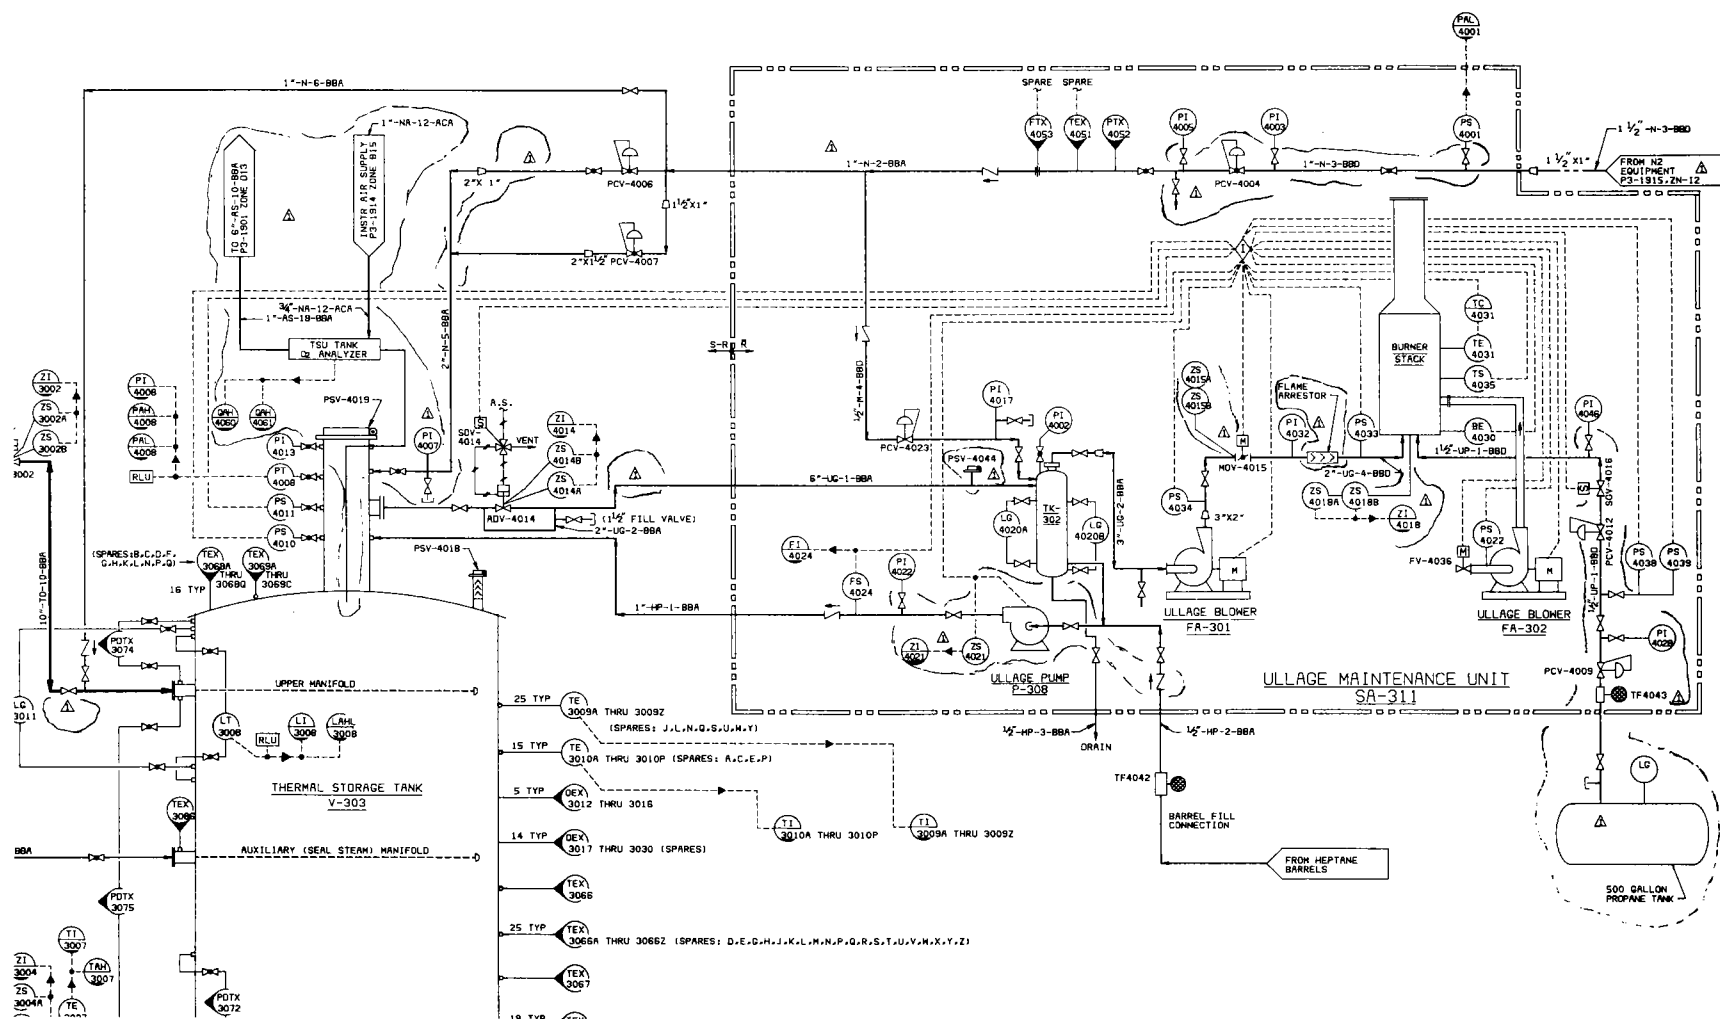 PAL
4001
1"-N-6-BBA
SPARE SPARE
1"-NA-12-ACA
FTX
4053
TEX
4051
PTX
4052
PI
4005
PI
4003
PS
4001
1 1/2"-N-3-BBD
TO 6"-AS-10-BBA
P3-1901 ZONE D13
INSTR AIR SUPPLY
P3-1914 ZONE B15
2"X 1"
PCV-4006
1"-N-2-BBA
PCV-4004
1"-N-3-BBD
1 1/2"X1"
FROM N2
EQUIPMENT
P3-1915,ZN-I2
1 1/2"X1"
2"X1 1/2"
PCV-4007
I
3/4"-NA-12-ACA
1"-AS-19-BBA
TSU TANK
O2 ANALYZER
2"-N-5-BBA
S-R
R
BURNER
STACK
TC
4031
TE
4031
TS
4035
BE
4030
ZI
3002
ZS
3002A
ZS
3002B
3002
PI
4008
PAH
4008
PAL
4008
RLU
QAH
4060
QAH
4061
PSV-4019
A.S.
S
SOV-
4014
VENT
PI
4007
ZI
4014
ZS
4014B
ZS
4014A
PI
4013
PT
4008
PS
4011
PS
4010
PCV-4023
PI
4017
PI
4002
ZS
4015A
ZS
4015B
M
MOV-4015
FLAME
ARRESTOR
PI
4032
PS
4033
PI
4046
1 1/2"-UP-1-BBD
2"-UG-4-BBD
6"-UG-1-BBA
PSV-4044
TK-
302
LG
4020A
LG
4020B
3"-UG-2-BBA
PS
4034
3"X2"
ZS
4018A
ZS
4018B
ZI
4018
S
SOV-4016
PCV-4012
ADV-4014
(1 1/2" FILL VALVE)
2"-UG-2-BBA
PSV-4018
(SPARES:B,C,D,F,
G,H,K,L,N,P,Q)
TEX
3068A
THRU
3068Q
TEX
3069A
THRU
3069C
16 TYP
FI
4024
FS
4024
PI
4022
FV-4036
M
PS
4022
M
M
PS
4038
PS
4039
1"-HP-1-BBA
ULLAGE BLOWER
FA-301
ULLAGE BLOWER
FA-302
1/2"-UP-1-BBD
10"-TO-10-BBA
PDTX
3074
ZI
4021
ZS
4021
ULLAGE PUMP
P-308
PI
4028
PCV-4009
ULLAGE MAINTENANCE UNIT
SA-311
TF4043
UPPER MANIFOLD
LG
3011
LT
3008
RLU
LI
3008
LAHL
3008
25 TYP
TE
3009A THRU 3009Z
(SPARES: J,L,N,Q,S,U,W,Y)
1/2"-HP-3-BBA
1/2"-HP-2-BBA
DRAIN
15 TYP
TE
3010A THRU 3010P (SPARES: A,C,E,P)
THERMAL STORAGE TANK
V-303
5 TYP
OEX
3012 THRU 3016
TF4042
LG
TEX
3086
TI
3010A THRU 3010P
TI
3009A THRU 3009Z
BARREL FILL
CONNECTION
14 TYP
OEX
3017 THRU 3030 (SPARES)
BBA
AUXILIARY (SEAL STEAM) MANIFOLD
FROM HEPTANE
BARRELS
TEX
3066
500 GALLON
PROPANE TANK
PDTX
3075
25 TYP
TEX
3066A THRU 3066Z (SPARES: D,E,G,H,J,K,L,M,N,P,Q,R,S,T,U,V,W,X,Y,Z)
TI
3007
TAH
3007
ZI
3004
ZS
3004A
TE
TEX
3067
PDTX
3072